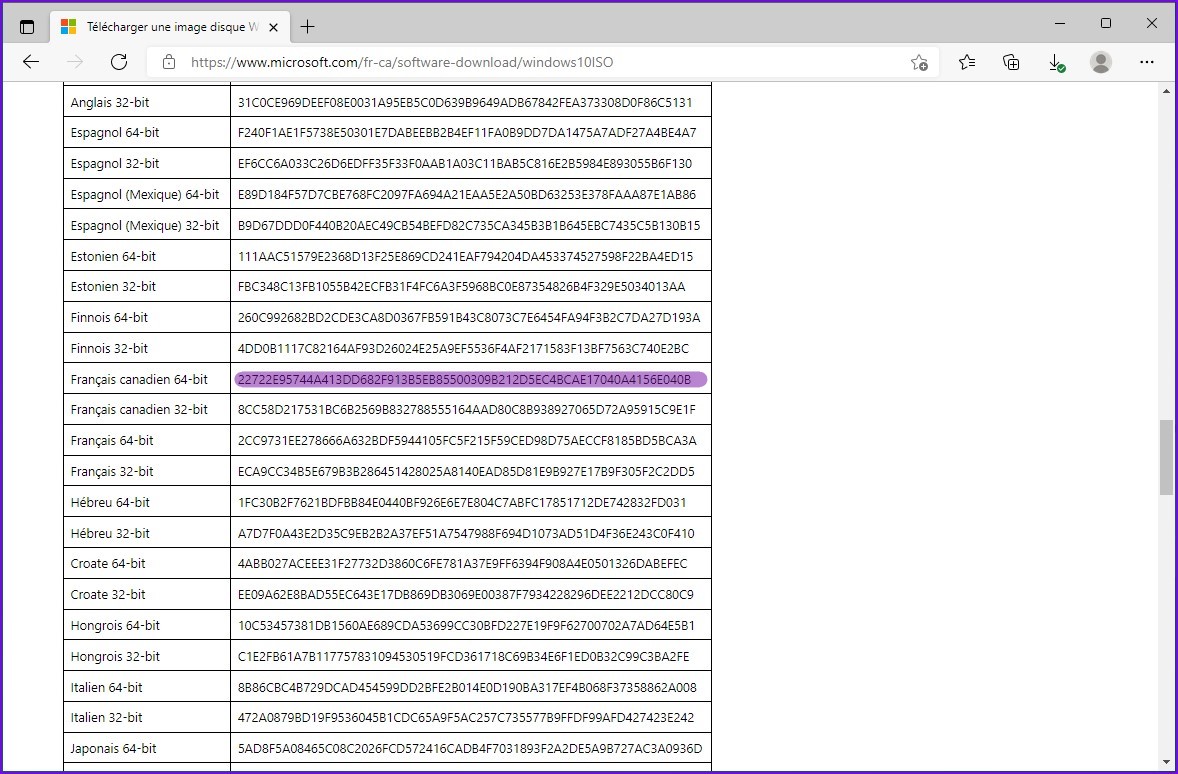 Télécharger une image disque W
https://www.microsoft.com/fr-ca/software-download/windows10ISO
Anglais 32-bit 31C0CE969DEEF08E0031A95EB5C0D639B9649ADB67842FEA373308D0F86C5131
Espagnol 64-bit F240F1AE1F5738E50301E7DABEEBB2B4EF11FA0B9DD7DA1475A7ADF27A4BE4A7
Espagnol 32-bit EF6CC6A033C26D6EDFF35F33F0AAB1A03C11BAB5C816E2B5984E893055B6F130
Espagnol (Mexique) 64-bit E89D184F57D7CBE768FC2097FA694A21EAA5E2A50BD63253E378FAAA87E1AB86
Espagnol (Mexique) 32-bit B9D67DDD0F440B20AEC49CB54BEFD82C735CA345B3B1B645EBC7435C5B130B15
Estonien 64-bit 111AAC51579E2368D13F25E869CD241EAF794204DA453374527598F22BA4ED15
Estonien 32-bit FBC348C13FB1055B42ECFB31F4FC6A3F5968BC0E87354826B4F329E5034013AA
Finnois 64-bit 260C992682BD2CDE3CA8D0367FB591B43C8073C7E6454FA94F3B2C7DA27D193A
Finnois 32-bit 4DD0B1117C82164AF93D26024E25A9EF5536F4AF2171583F13BF7563C740E2BC
Français canadien 64-bit 22722E95744A413DD682F913B5EB85500309B212D5EC4BCAE17040A4156E040B
Français canadien 32-bit 8CC58D217531BC6B2569B832788555164AAD80C8B938927065D72A95915C9E1F
Français 64-bit 2CC9731EE278666A632BDF5944105FC5F215F59CED98D75AECCF8185BD5BCA3A
Français 32-bit ECA9CC34B5E679B3B286451428025A8140EAD85D81E9B927E17B9F305F2C2DD5
Hébreu 64-bit 1FC30B2F7621BDFBB84E0440BF926E6E7E804C7ABFC17851712DE742832FD031
Hébreu 32-bit A7D7F0A43E2D35C9EB2B2A37EF51A7547988F694D1073AD51D4F36E243C0F410
Croate 64-bit 4ABB027ACEEE31F27732D3860C6FE781A37E9FF6394F908A4E0501326DABEFEC
Croate 32-bit EE09A62E8BAD55EC643E17DB869DB3069E00387F7934228296DEE2212DCC80C9
Hongrois 64-bit 10C53457381DB1560AE689CDA53699CC30BFD227E19F9F62700702A7AD64E5B1
Hongrois 32-bit C1E2FB61A7B117757831094530519FCD361718C69B34E6F1ED0B32C99C3BA2FE
Italien 64-bit 8B86CBC4B729DCAD454599DD2BFE2B014E0D190BA317EF4B068F37358862A008
Italien 32-bit 472A0879BD19F9536045B1CDC65A9F5AC257C735577B9FFDF99AFD427423E242
Japonais 64-bit 5AD8F5A08465C08C2026FCD572416CADB4F7031893F2A2DE5A9B727AC3A0936D